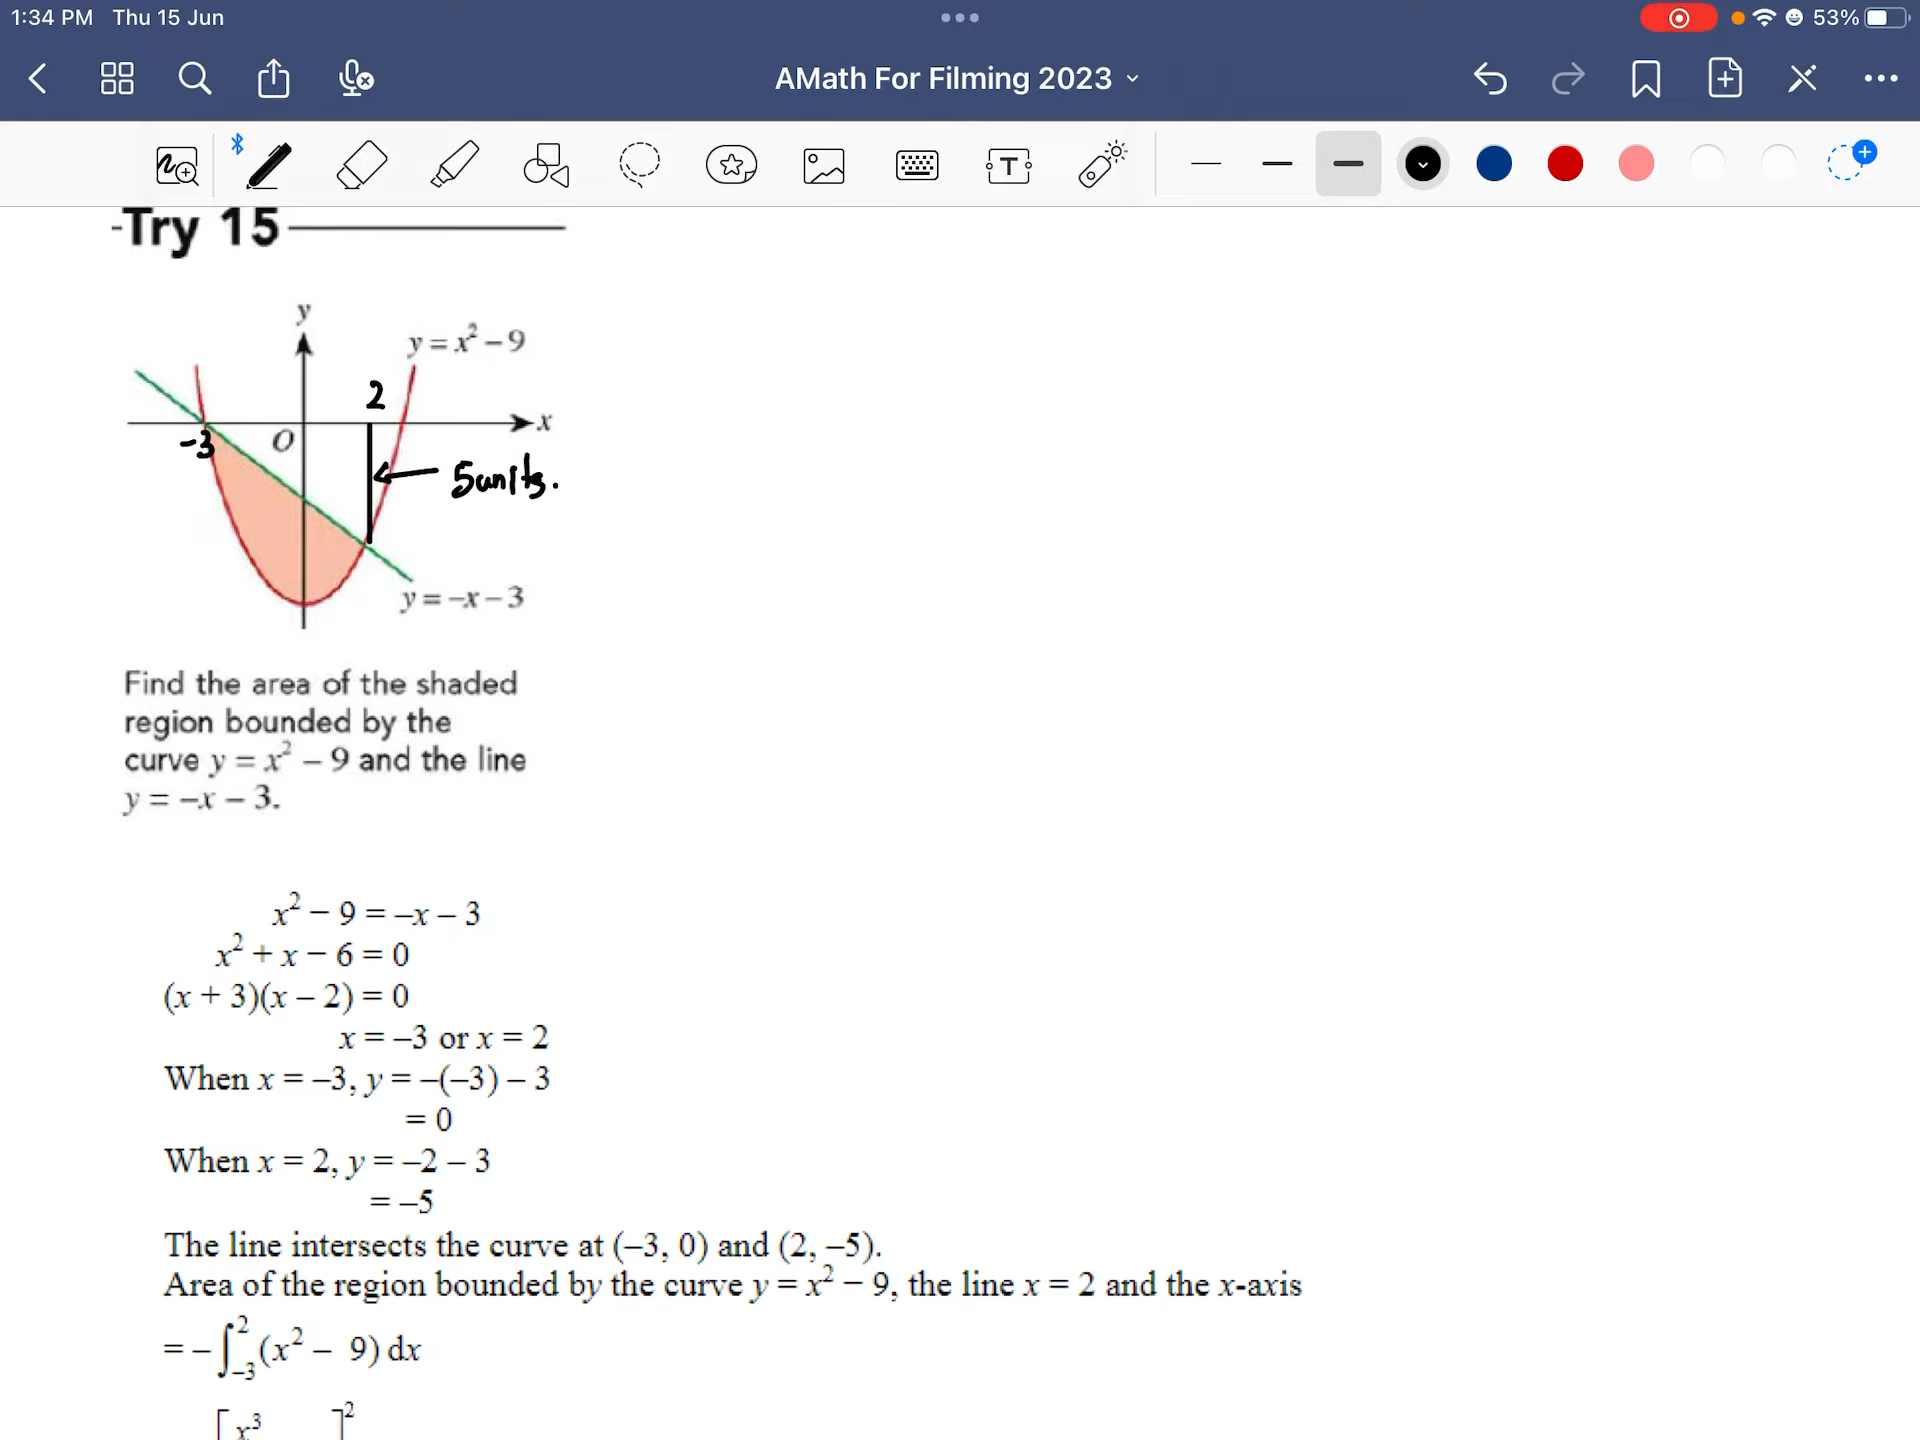 1:34 PM Thu 15 Jun
53%
AMath For Filming 2023
T
-Try 15
y
y = x² – 9
2
x
-3
O
5units.
y = –x – 3
Find the area of the shaded
region bounded by the
curve y = x² – 9 and the line
y = –x – 3.
x² – 9 = –x – 3
x² + x – 6 = 0
(x + 3)(x – 2) = 0
x = –3 or x = 2
When x = –3, y = –(–3) – 3
= 0
When x = 2, y = –2 – 3
= –5
The line intersects the curve at (–3, 0) and (2, –5).
Area of the region bounded by the curve y = x² – 9, the line x = 2 and the x-axis
= –∫₋₃² (x² – 9) dx
[x³ ]²